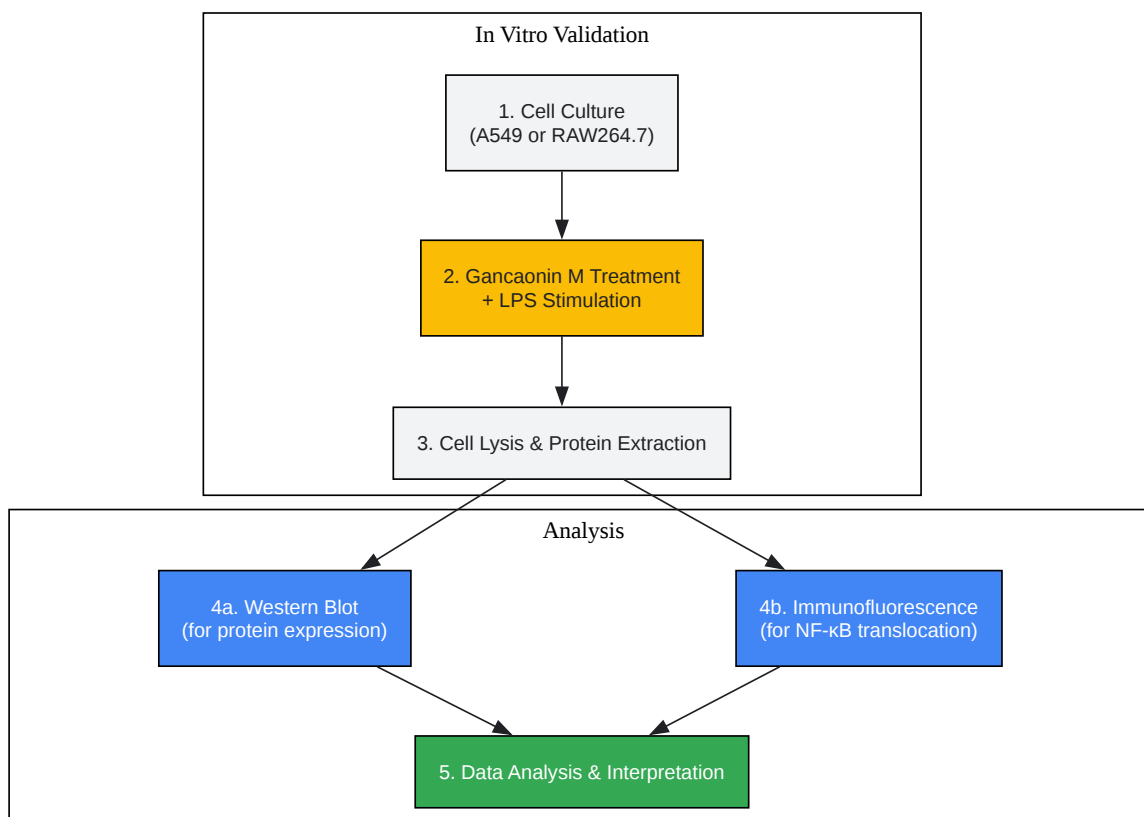 In Vitro Validation
1. Cell Culture
(A549 or RAW264.7)
2. Gancaonin M Treatment
+ LPS Stimulation
3. Cell Lysis & Protein Extraction
Analysis
4a. Western Blot
(for protein expression)
4b. Immunofluorescence
(for NF-κB translocation)
5. Data Analysis & Interpretation